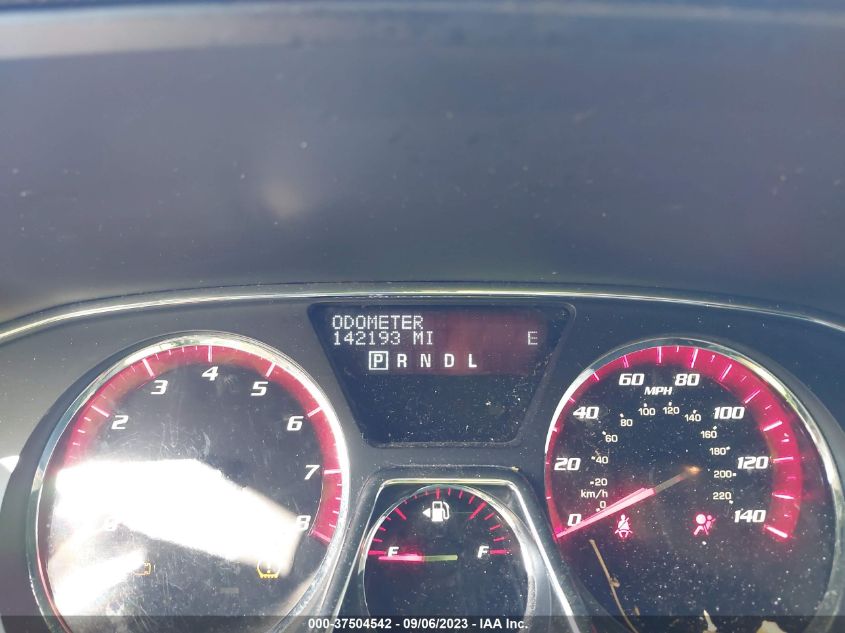 ODOMETER
142193 MI E
P R N D L
2 3 4 5 6 7 8
E F
0 20 40 60 80 100 120 140
MPH
0 20 40 60 80 100 120 140 160 180 200 220
km/h
000-37504542 - 09/06/2023 - IAA Inc.